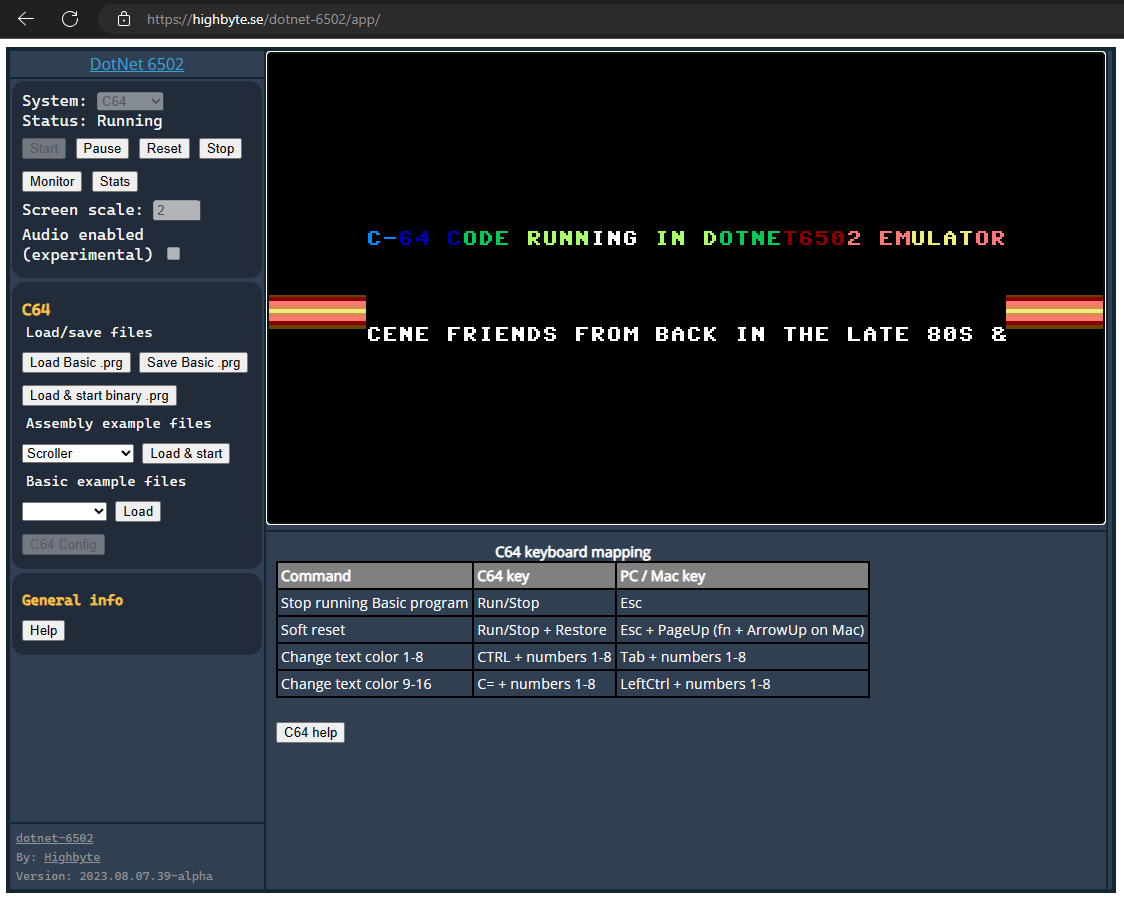 https://highbyte.se/dotnet-6502/app/
DotNet 6502
System: C64
Status: Running
Start Pause Reset Stop
Monitor Stats
Screen scale: 2
Audio enabled
(experimental)
C64
Load/save files
Load Basic .prg Save Basic .prg
Load & start binary .prg
Assembly example files
Scroller Load & start
Basic example files
Load
C64 Config
General info
Help
dotnet-6502
By: Highbyte
Version: 2023.08.07.39-alpha
C-64 CODE RUNNING IN DOTNET6502 EMULATOR
CENE FRIENDS FROM BACK IN THE LATE 80S &
C64 keyboard mapping
Command C64 key PC / Mac key
Stop running Basic program Run/Stop Esc
Soft reset Run/Stop + Restore Esc + PageUp (fn + ArrowUp on Mac)
Change text color 1-8 CTRL + numbers 1-8 Tab + numbers 1-8
Change text color 9-16 C= + numbers 1-8 LeftCtrl + numbers 1-8
C64 help